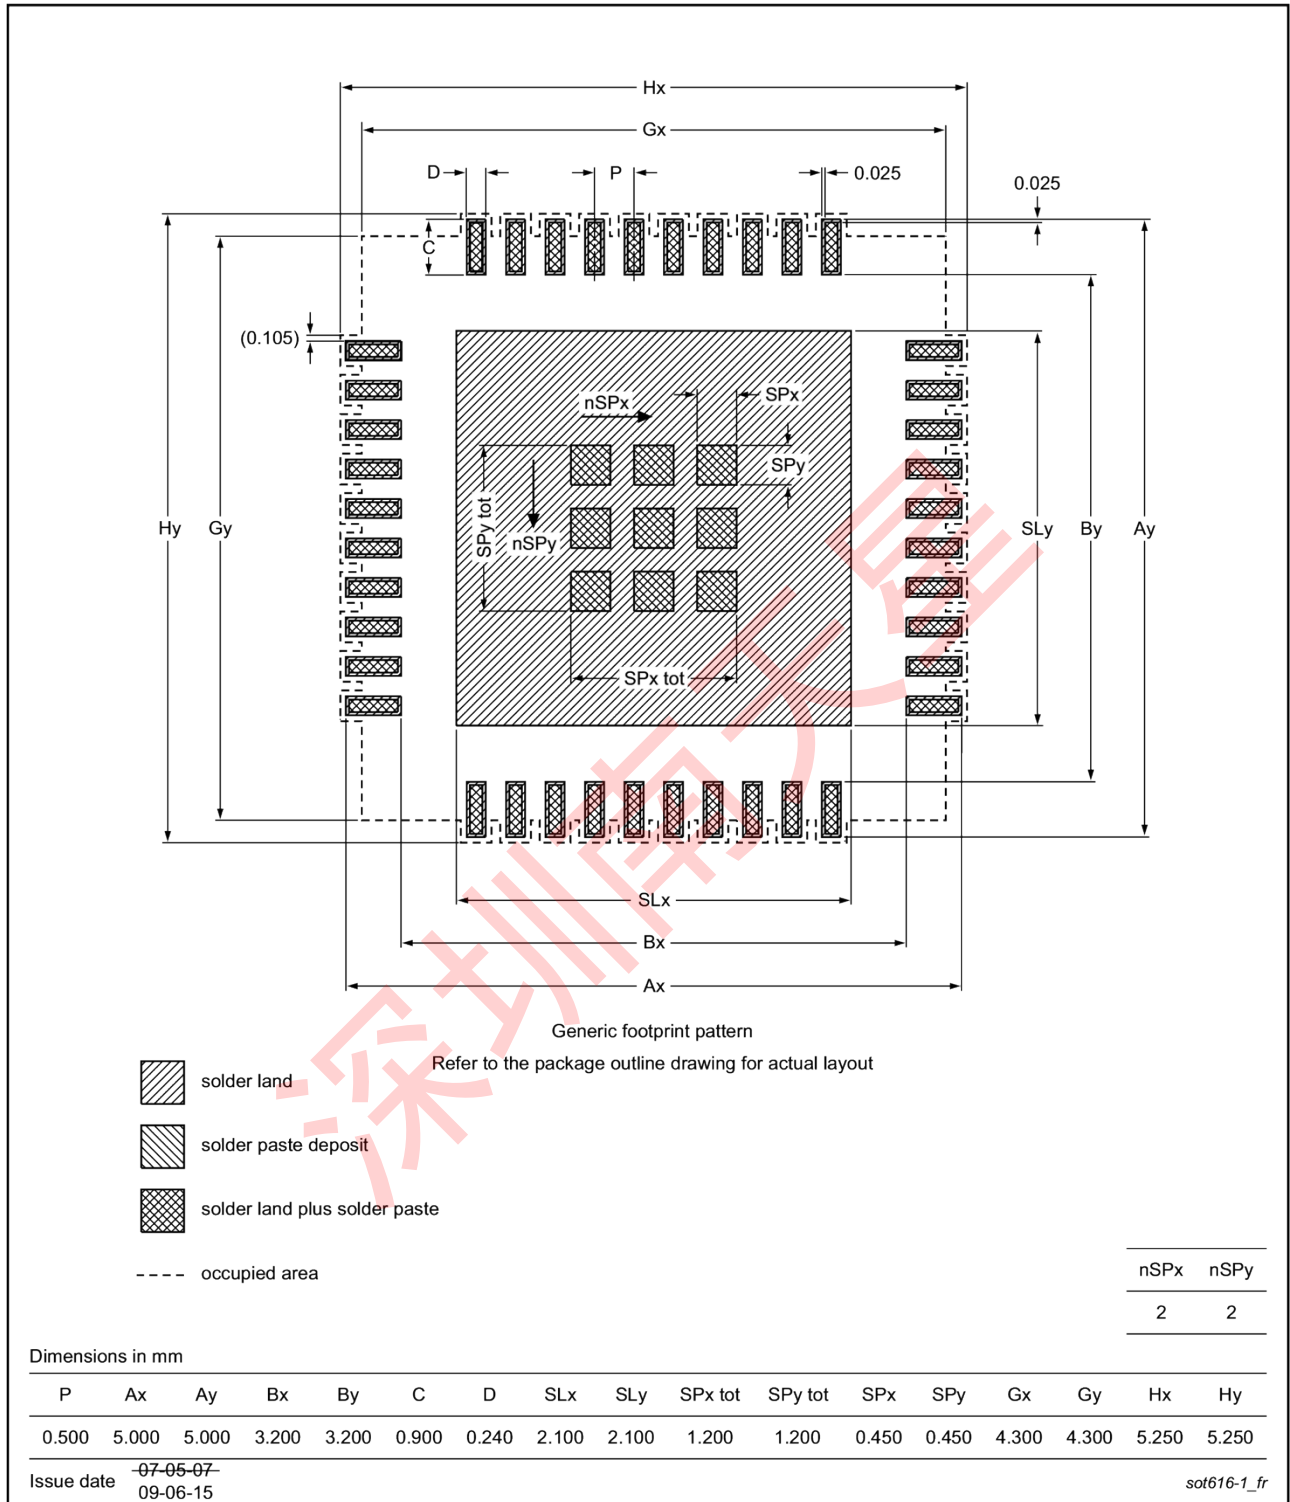 Hx
Gx
D P 0.025 0.025
C
(0.105)
nSPx SPx
SPy
SPy tot
nSPy
Hy Gy SLy By Ay
SPx tot
SLx
Bx
Ax
深圳南天星
Generic footprint pattern
Refer to the package outline drawing for actual layout
solder land
solder paste deposit
solder land plus solder paste
occupied area
nSPx nSPy
2 2
Dimensions in mm
P Ax Ay Bx By C D SLx SLy SPx tot SPy tot SPx SPy Gx Gy Hx Hy
0.500 5.000 5.000 3.200 3.200 0.900 0.240 2.100 2.100 1.200 1.200 0.450 0.450 4.300 4.300 5.250 5.250
Issue date 07-05-07
09-06-15
sot616-1_fr